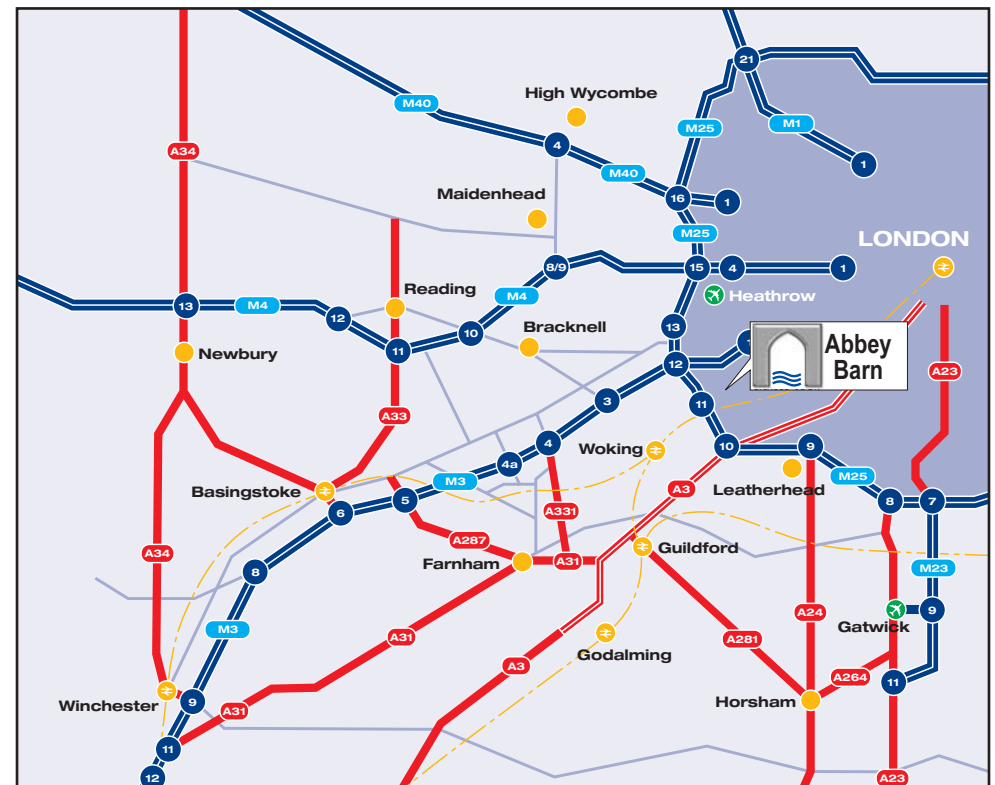 21
M40
High Wycombe
M25
M1
4
A34
1
M40
Maidenhead
16
1
M25
LONDON
8/9
15
4
1
Reading
M4
Heathrow
13
M4
12
10
13
Bracknell
Abbey
Barn
Newbury
11
12
A23
3
11
A33
4
Woking
10
9
4a
Leatherhead
M25
Basingstoke
M3
A3
5
8
7
6
A331
A287
Guildford
A34
Farnham
A31
M23
8
A24
9
M3
Gatwick
A31
A281
Godalming
A3
A264
11
Winchester
9
Horsham
A31
11
12
A23